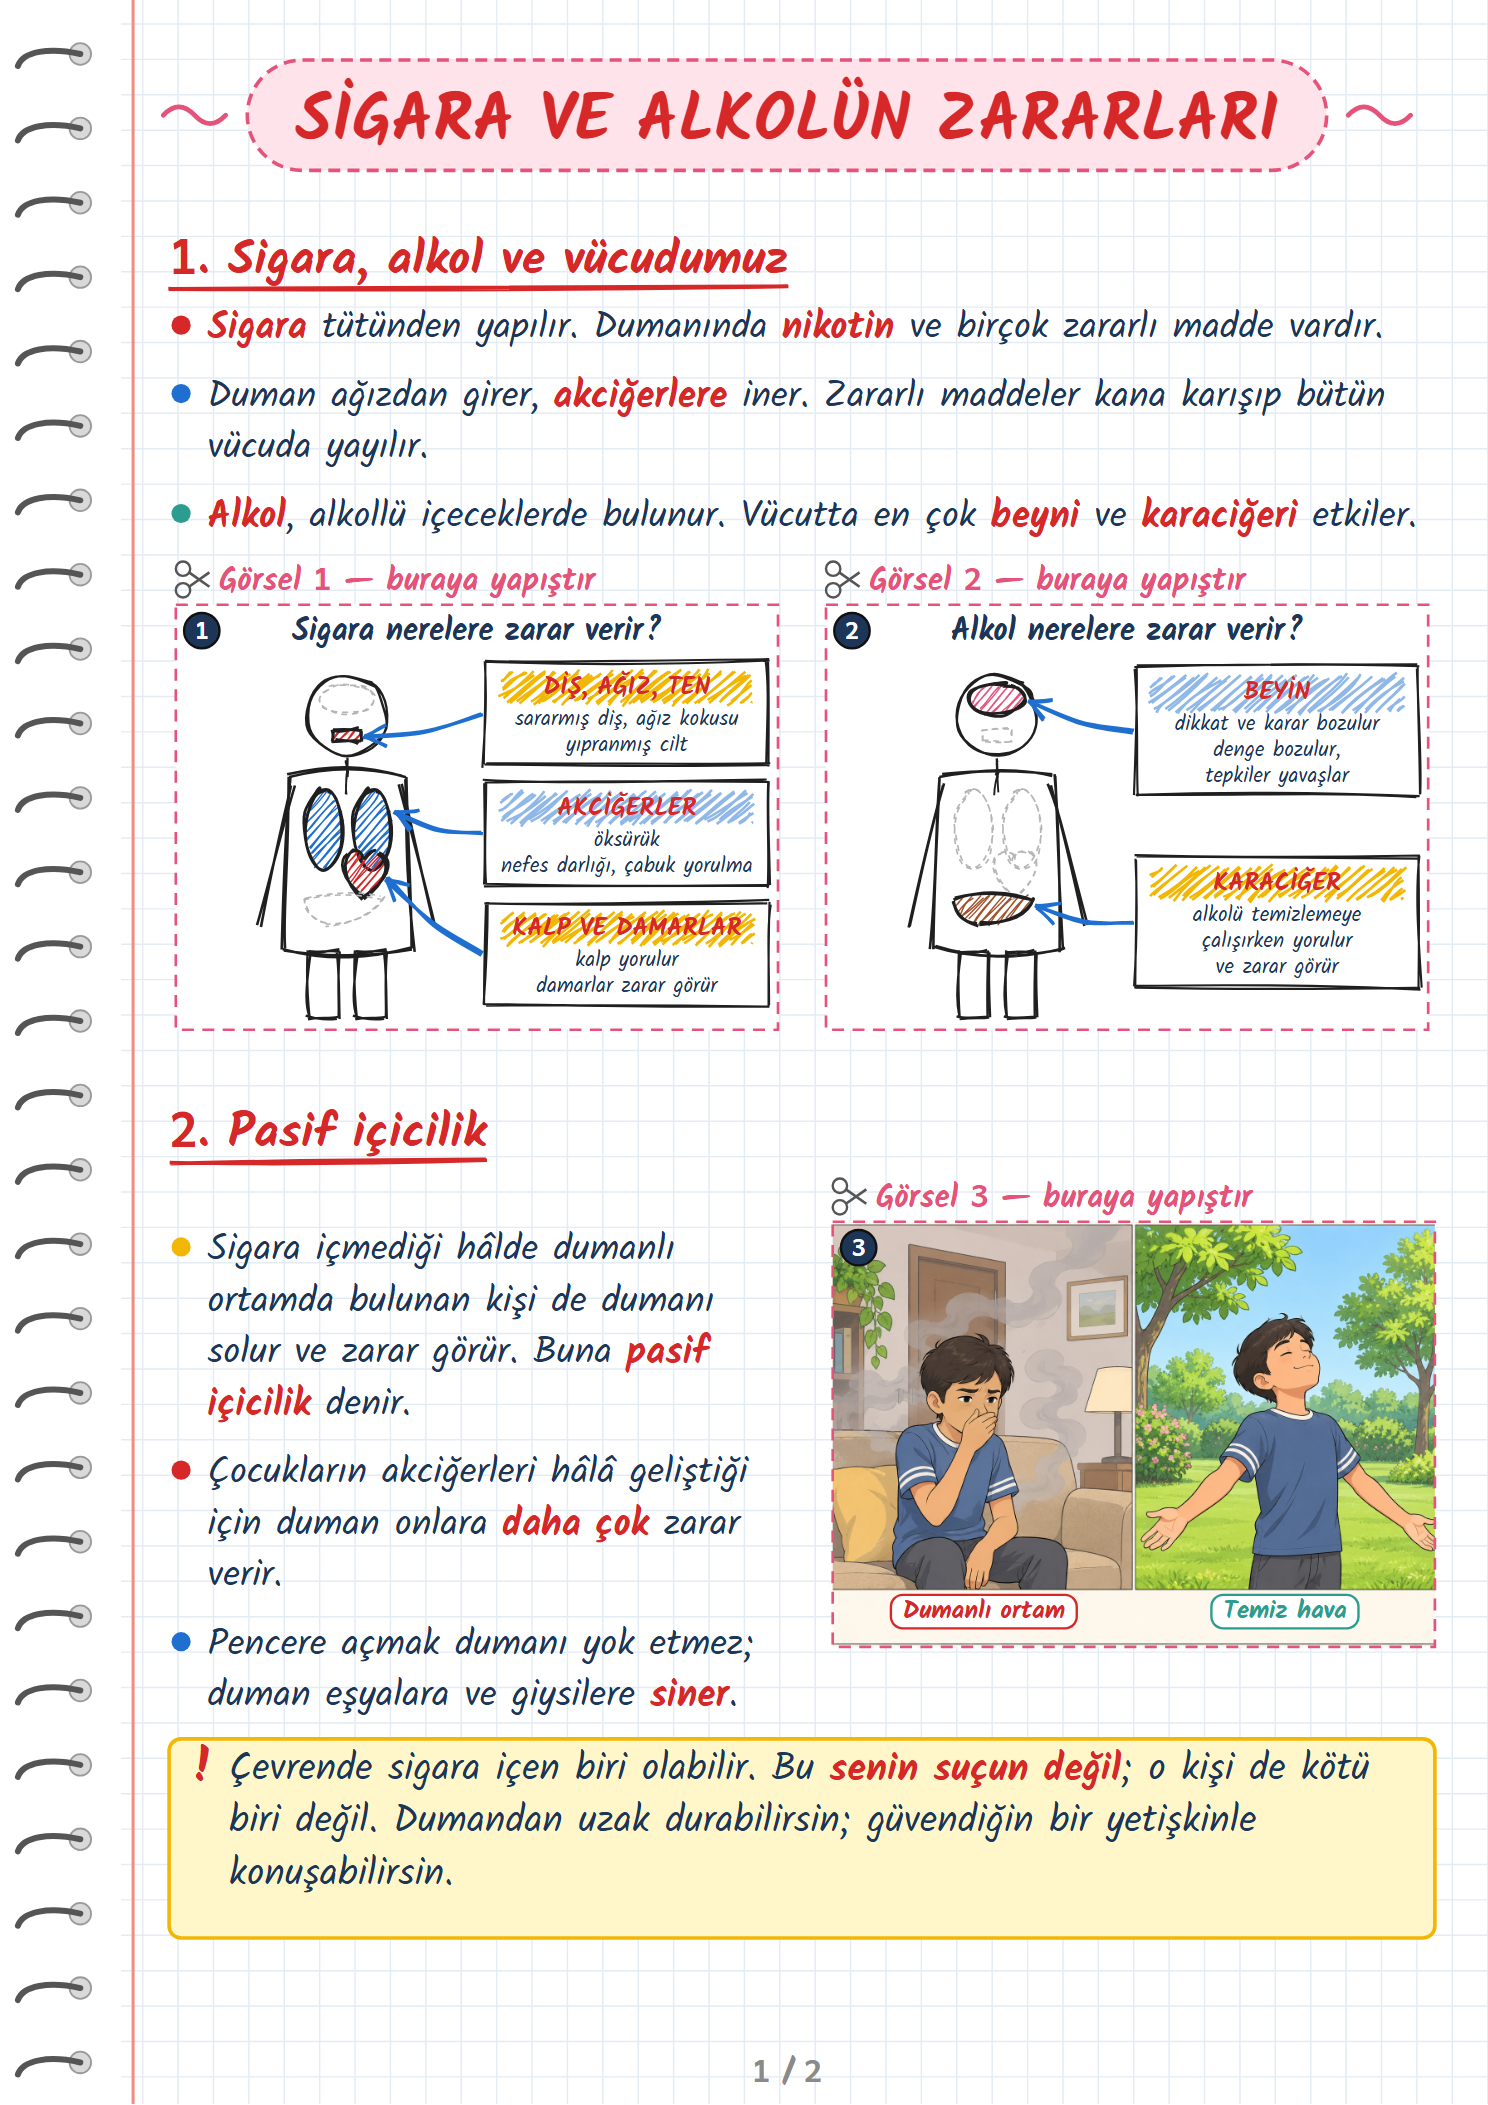 SİGARA VE ALKOLÜN ZARARLARI
1. Sigara, alkol ve vücudumuz
Sigara tütünden yapılır. Dumanında nikotin ve birçok zararlı madde vardır.
Duman ağızdan girer, akciğerlere iner. Zararlı maddeler kana karışıp bütün
vücuda yayılır.
Alkol, alkollü içeceklerde bulunur. Vücutta en çok beyni ve karaciğeri etkiler.
Görsel 1 — buraya yapıştır
1
Sigara nerelere zarar verir?
DİŞ, AĞIZ, TEN
sararmış diş, ağız kokusu
yıpranmış cilt
AKCİĞERLER
öksürük
nefes darlığı, çabuk yorulma
KALP VE DAMARLAR
kalp yorulur
damarlar zarar görür
Görsel 2 — buraya yapıştır
2
Alkol nerelere zarar verir?
BEYİN
dikkat ve karar bozulur
denge bozulur,
tepkiler yavaşlar
KARACİĞER
alkolü temizlemeye
çalışırken yorulur
ve zarar görür
2. Pasif içicilik
Sigara içmediği hâlde dumanlı
ortamda bulunan kişi de dumanı
solur ve zarar görür. Buna pasif
içicilik denir.
Çocukların akciğerleri hâlâ geliştiği
için duman onlara daha çok zarar
verir.
Pencere açmak dumanı yok etmez;
duman eşyalara ve giysilere siner.
Görsel 3 — buraya yapıştır
3
Dumanlı ortam
Temiz hava
! Çevrende sigara içen biri olabilir. Bu senin suçun değil; o kişi de kötü
biri değil. Dumandan uzak durabilirsin; güvendiğin bir yetişkinle
konuşabilirsin.
1 / 2